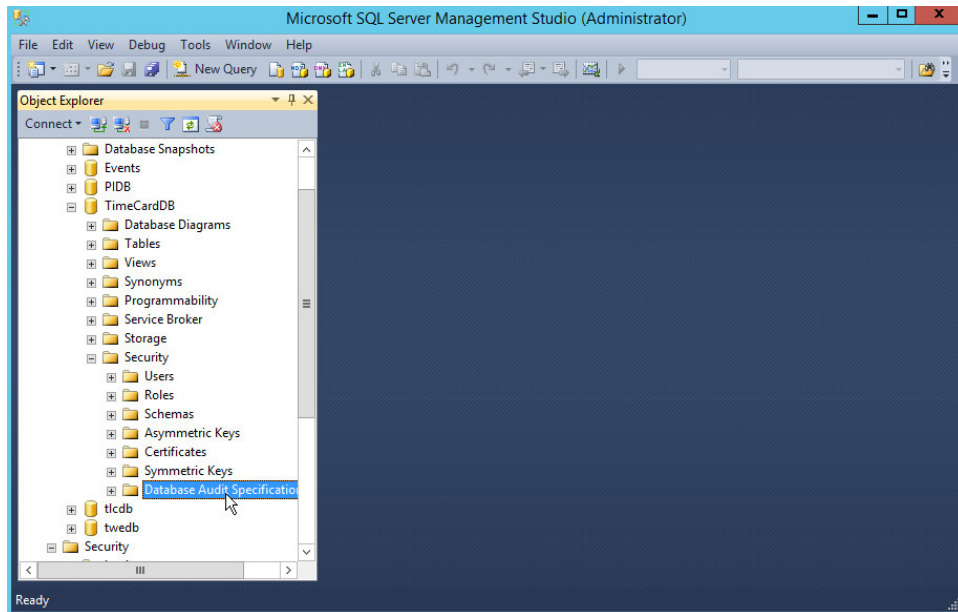 Microsoft SQL Server Management Studio (Administrator)
File Edit View Debug Tools Window Help
New Query
Object Explorer
Connect
Database Snapshots
Events
PIDB
TimeCardDB
Database Diagrams
Tables
Views
Synonyms
Programmability
Service Broker
Storage
Security
Users
Roles
Schemas
Asymmetric Keys
Certificates
Symmetric Keys
Database Audit Specification
tlcdb
twedb
Security
Ready